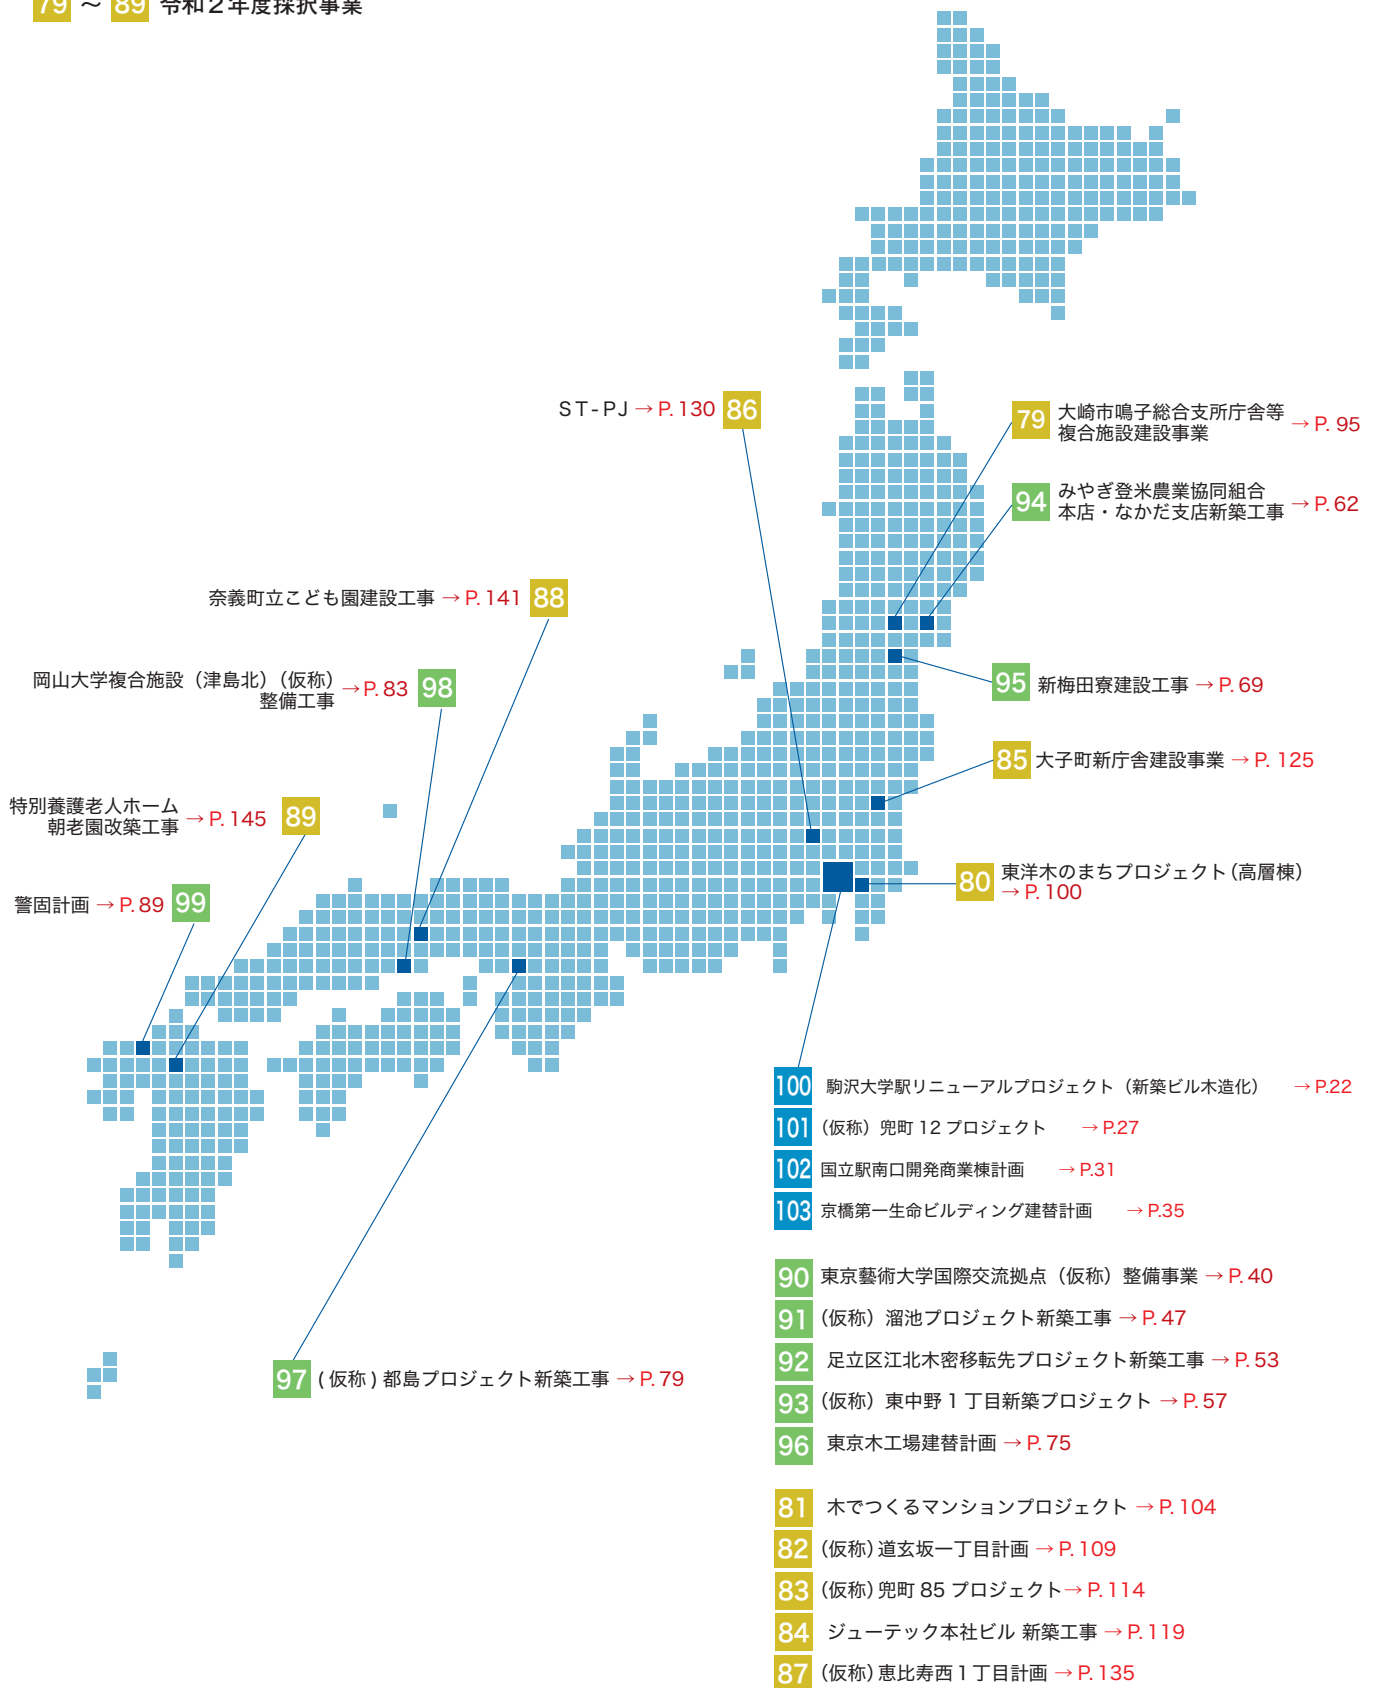 79 ～ 89 令和２年度採択事業
ST-PJ → P. 130 86
79 大崎市鳴子総合支所庁舎等
複合施設建設事業 → P. 95
94 みやぎ登米農業協同組合
本店・なかだ支店新築工事 → P. 62
奈義町立こども園建設工事 → P. 141 88
岡山大学複合施設（津島北）(仮称)
整備工事 → P. 83 98
95 新梅田寮建設工事 → P. 69
85 大子町新庁舎建設事業 → P. 125
特別養護老人ホーム
朝老園改築工事 → P. 145 89
80 東洋木のまちプロジェクト（高層棟）
→ P. 100
警固計画 → P. 89 99
100 駒沢大学駅リニューアルプロジェクト（新築ビル木造化） → P.22
101 （仮称）兜町 12 プロジェクト → P.27
102 国立駅南口開発商業棟計画 → P.31
103 京橋第一生命ビルディング建替計画 → P.35
90 東京藝術大学国際交流拠点（仮称）整備事業 → P. 40
91 （仮称）溜池プロジェクト新築工事 → P. 47
92 足立区江北木密移転先プロジェクト新築工事 → P. 53
93 （仮称）東中野 1 丁目新築プロジェクト → P. 57
96 東京木工場建替計画 → P. 75
97 ( 仮称 ) 都島プロジェクト新築工事 → P. 79
81 木でつくるマンションプロジェクト → P. 104
82 （仮称）道玄坂一丁目計画 → P. 109
83 （仮称）兜町 85 プロジェクト→ P. 114
84 ジューテック本社ビル 新築工事 → P. 119
87 （仮称）恵比寿西１丁目計画 → P. 135